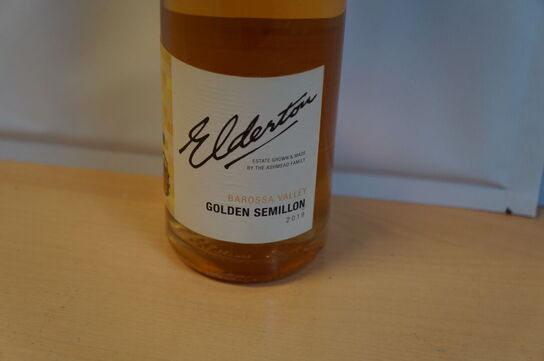 Elderton
ESTATE GROWN & MADE
BY THE ASHMEAD FAMILY
BAROSSA VALLEY
GOLDEN SEMILLON
2019